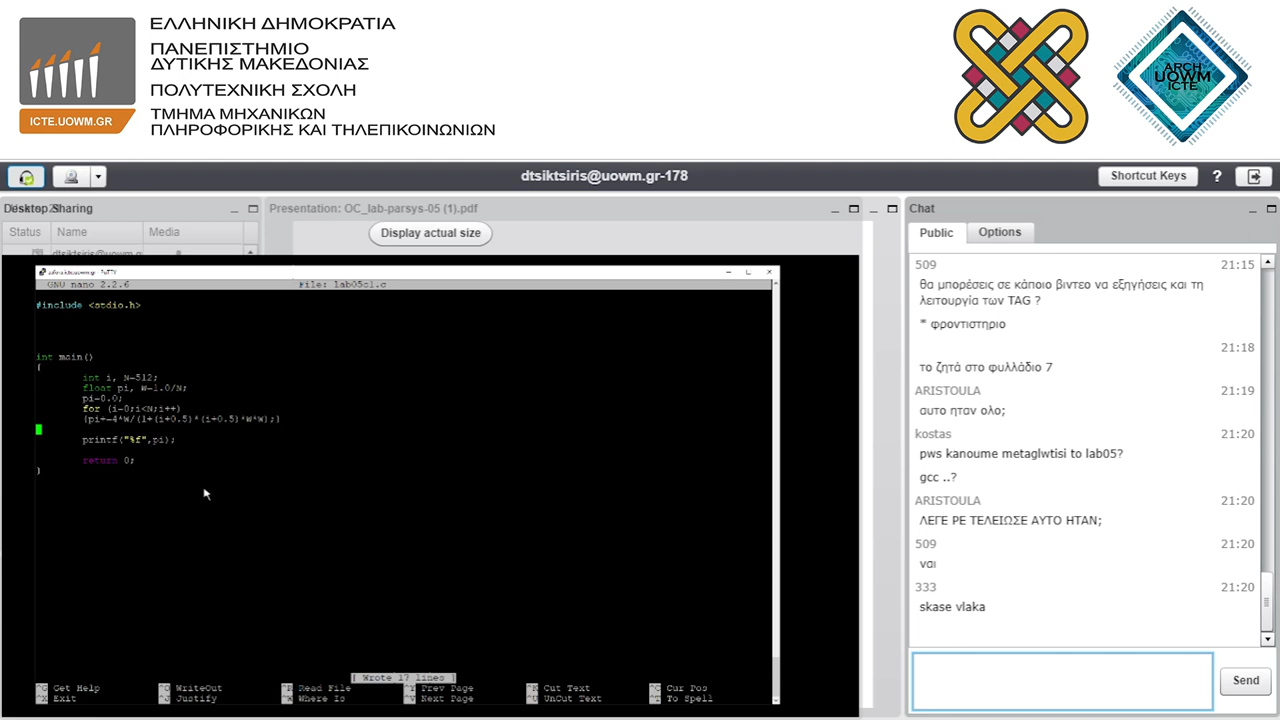 ΕΛΛΗΝΙΚΗ ΔΗΜΟΚΡΑΤΙΑ
ΠΑΝΕΠΙΣΤΗΜΙΟ
ΔΥΤΙΚΗΣ ΜΑΚΕΔΟΝΙΑΣ
ΠΟΛΥΤΕΧΝΙΚΗ ΣΧΟΛΗ
ΤΜΗΜΑ ΜΗΧΑΝΙΚΩΝ
ΠΛΗΡΟΦΟΡΙΚΗΣ ΚΑΙ ΤΗΛΕΠΙΚΟΙΝΩΝΙΩΝ
ICTE.UOWM.GR
ARCH
UOWM
ICTE
dtsiktsiris@uowm.gr-178
Shortcut Keys
?
Desktop Sharing
Presentation: OC_lab-parsys-05 (1).pdf
Status Name Media
Display actual size
dtsiktsiris@uowm.gr
GNU nano 2.2.6 File: lab05c1.c
#include <stdio.h>
int main()
{
int i, N=512;
float pi, W=1.0/N;
pi=0.0;
for (i=0;i<N;i++)
{pi+=4*W/(1+(i+0.5)*(i+0.5)*W*W);}
printf("%f",pi);
return 0;
}
[ Wrote 17 lines ]
^G Get Help ^O WriteOut ^R Read File ^Y Prev Page ^K Cut Text ^C Cur Pos
^X Exit ^J Justify ^W Where Is ^V Next Page ^U UnCut Text ^T To Spell
Chat
Public Options
509 21:15
θα μπορέσεις σε κάποιο βιντεο να εξηγήσεις και τη
λειτουργία των TAG ?
* φροντιστηριο
21:18
το ζητά στο φυλλάδιο 7
ARISTOULA 21:19
αυτο ηταν ολο;
kostas 21:20
pws kanoume metaglwtisi to lab05?
gcc ..?
ARISTOULA 21:20
ΛΕΓΕ ΡΕ ΤΕΛΕΙΩΣΕ ΑΥΤΟ ΗΤΑΝ;
509 21:20
ναι
333 21:20
skase vlaka
Send